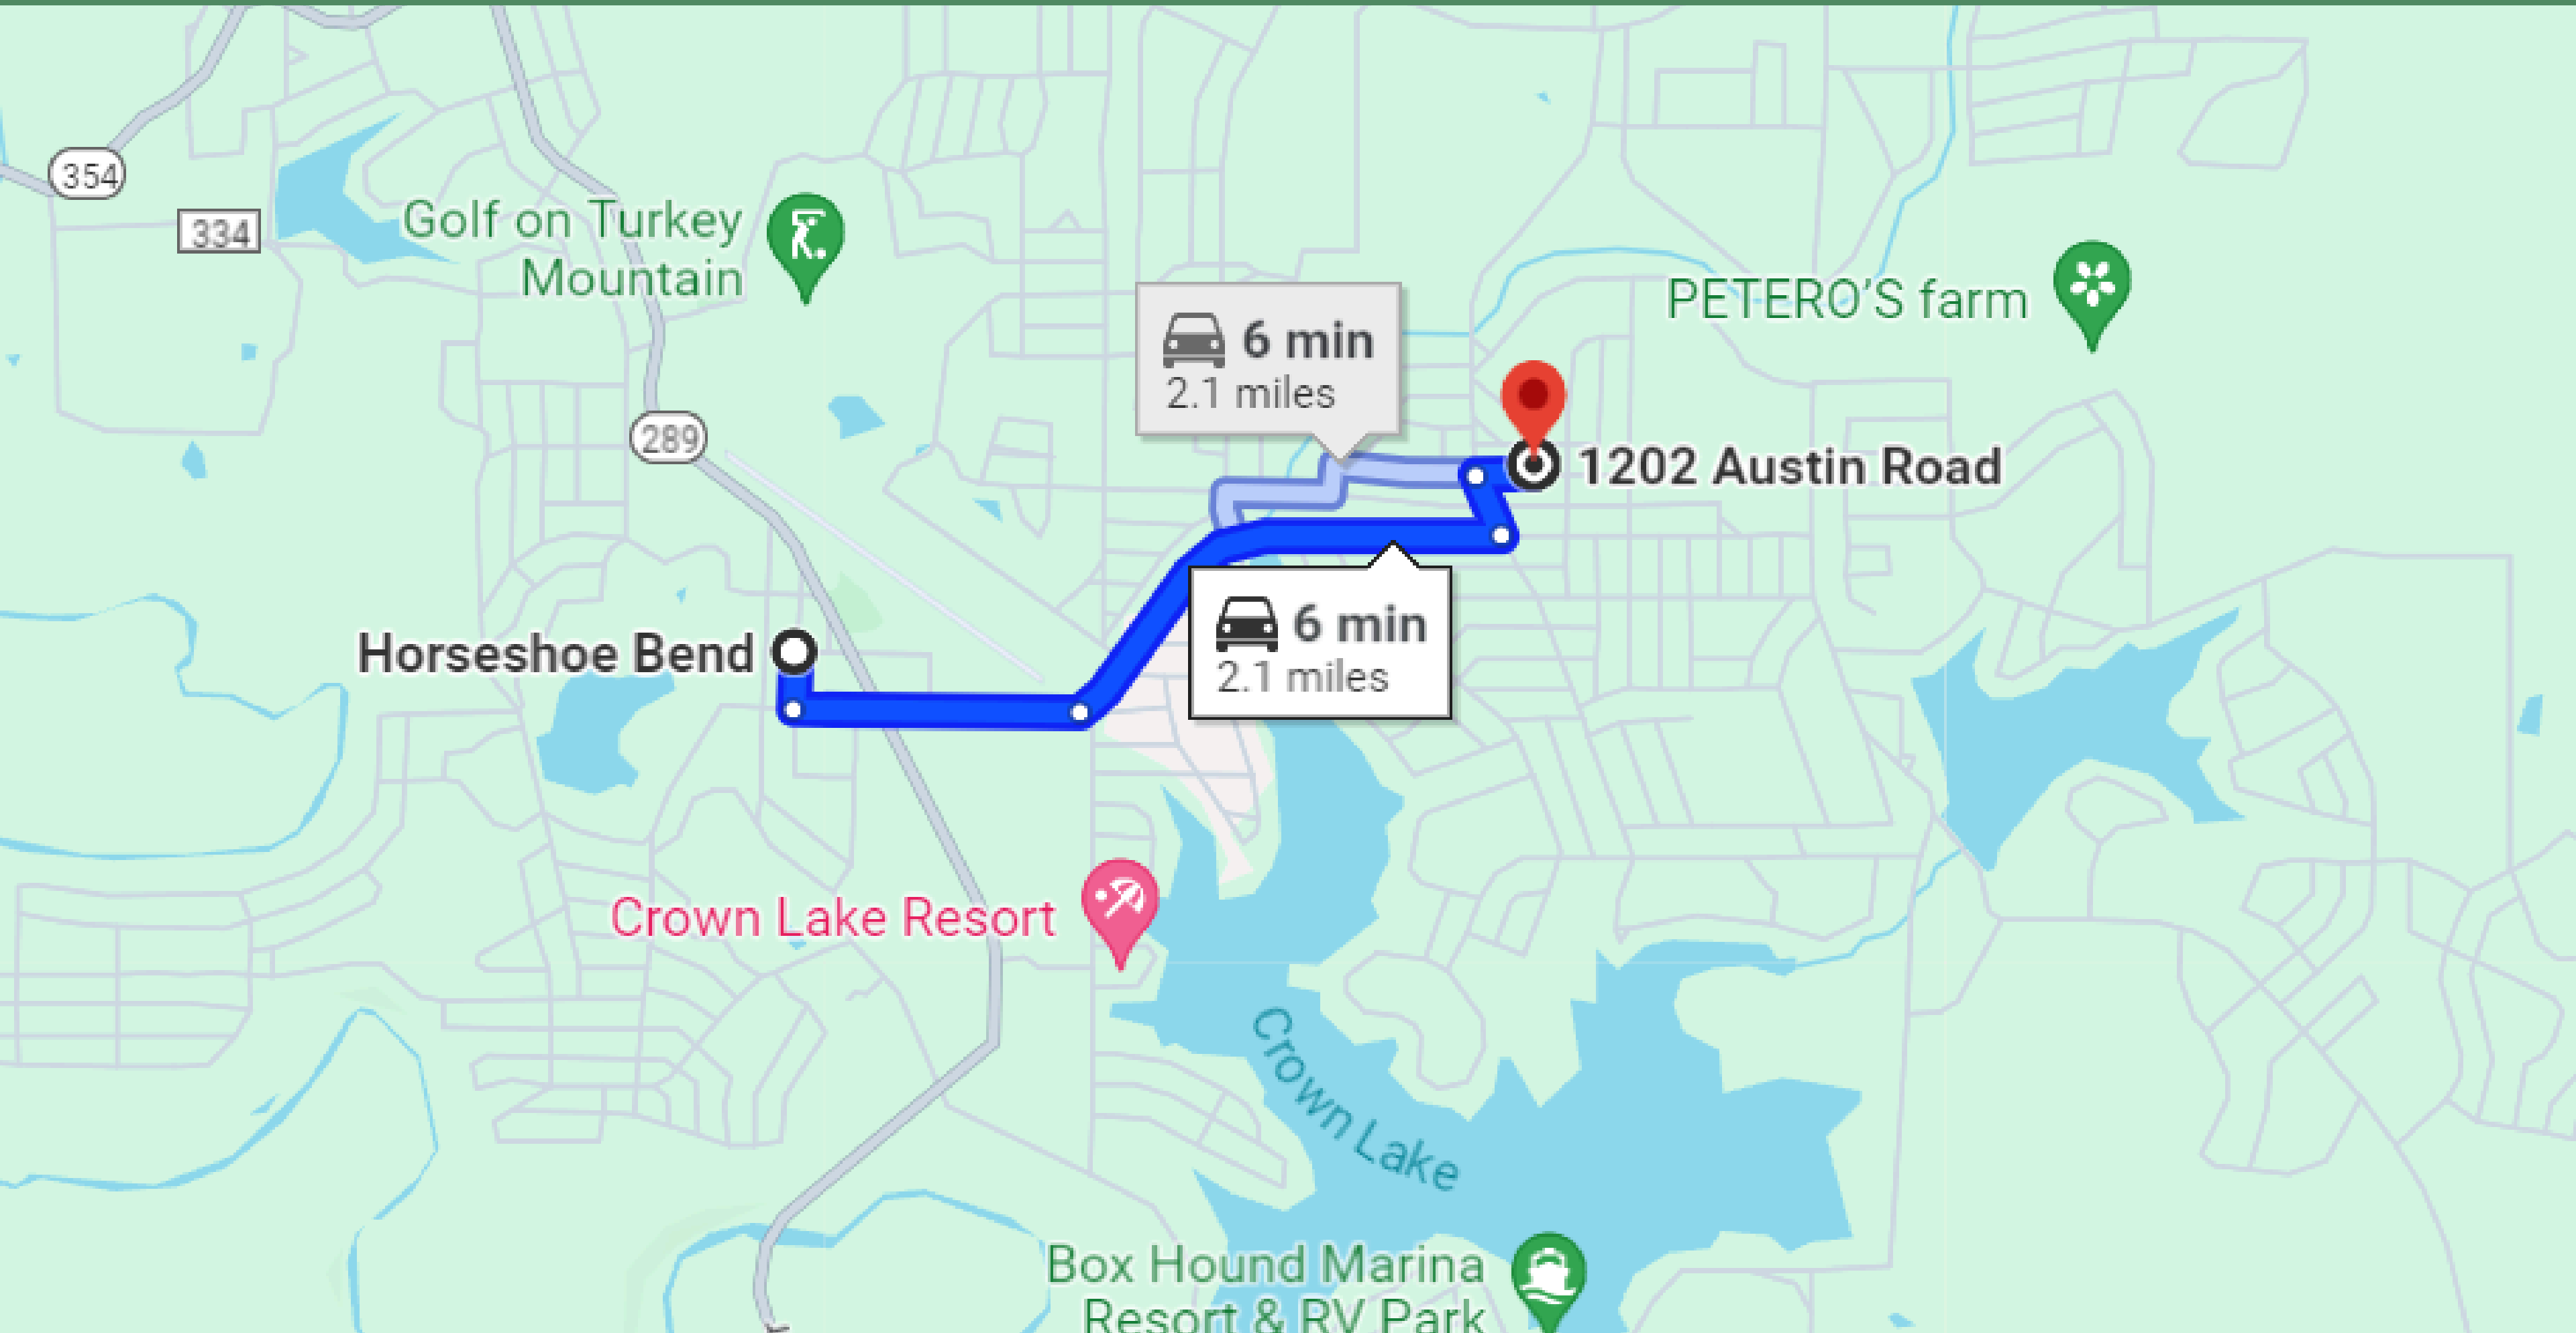 354
334
Golf on Turkey
Mountain
PETERO'S farm
6 min
2.1 miles
289
1202 Austin Road
6 min
2.1 miles
Horseshoe Bend
Crown Lake Resort
Crown Lake
Box Hound Marina
Resort & RV Park